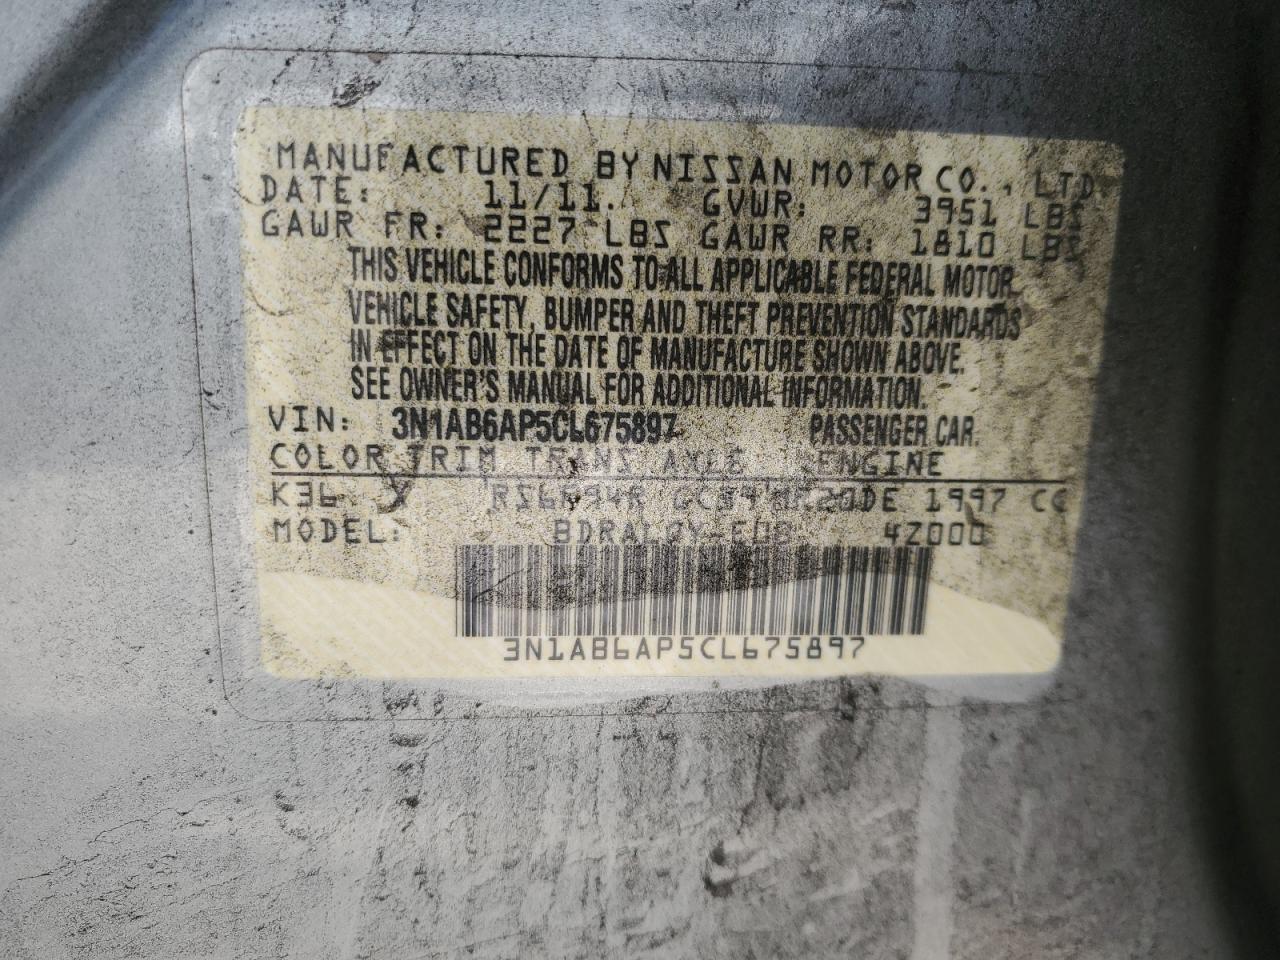 MANUFACTURED BY NISSAN MOTOR CO., LTD.
DATE: 11/11. GVWR: 3951 LBS
GAWR FR: 2227 LBS GAWR RR: 1810 LBS
THIS VEHICLE CONFORMS TO ALL APPLICABLE FEDERAL MOTOR
VEHICLE SAFETY, BUMPER AND THEFT PREVENTION STANDARDS
IN EFFECT ON THE DATE OF MANUFACTURE SHOWN ABOVE.
SEE OWNER'S MANUAL FOR ADDITIONAL INFORMATION.
VIN: 3N1AB6AP5CL675897 PASSENGER CAR.
COLOR TRIM TRANS AXLE ENGINE
K36 1997 CC
MODEL: 42000
3N1AB6AP5CL675897